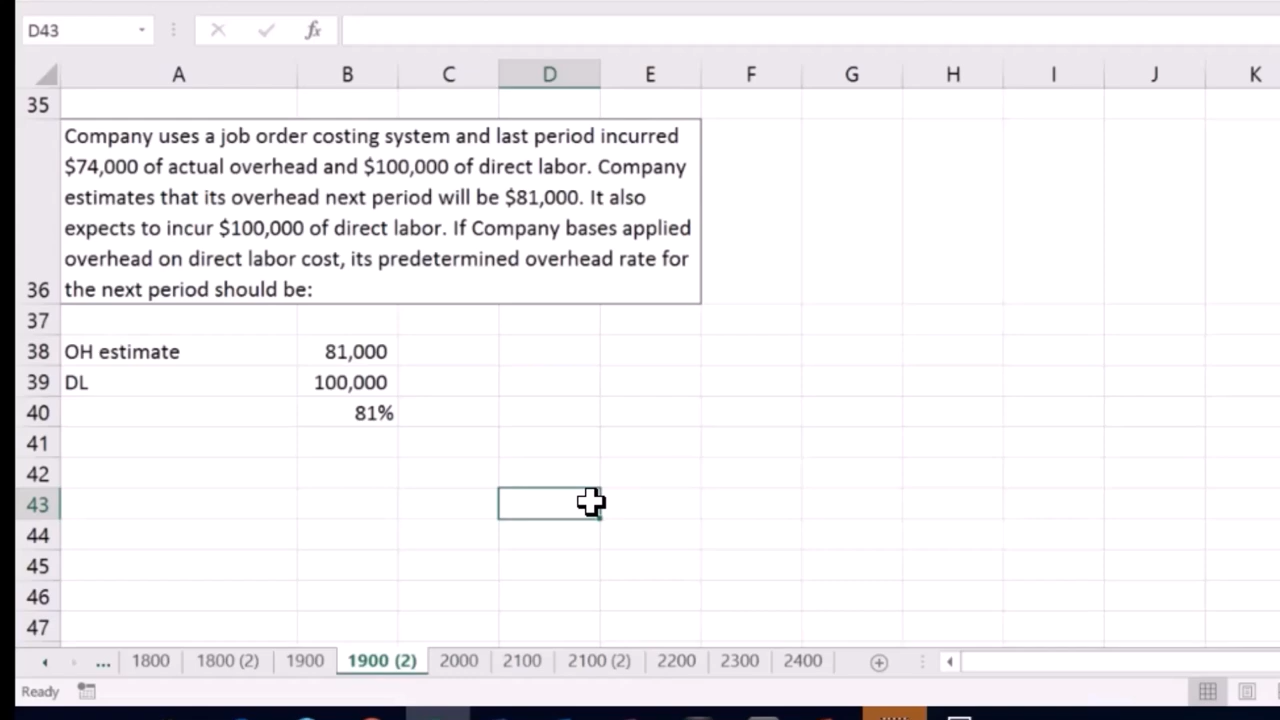 D43
fx
A B C D E F G H I J K
35
Company uses a job order costing system and last period incurred
$74,000 of actual overhead and $100,000 of direct labor. Company
estimates that its overhead next period will be $81,000. It also
expects to incur $100,000 of direct labor. If Company bases applied
overhead on direct labor cost, its predetermined overhead rate for
36 the next period should be:
37
38 OH estimate 81,000
39 DL 100,000
40 81%
41
42
43
44
45
46
47
... 1800 1800 (2) 1900 1900 (2) 2000 2100 2100 (2) 2200 2300 2400
Ready